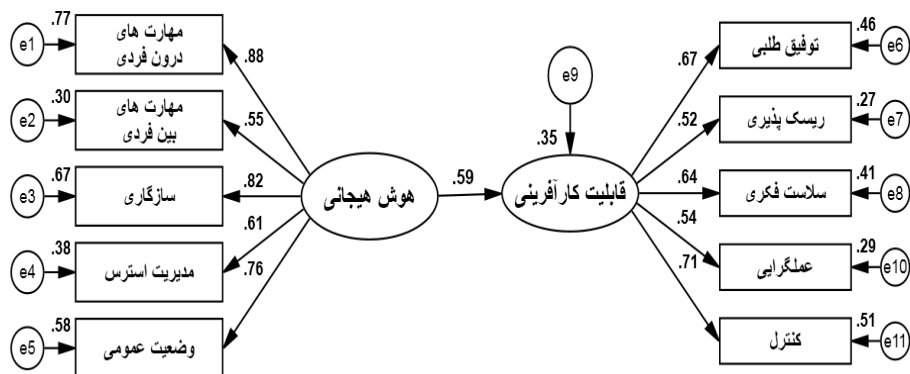 .77
e1
مهارت های
درون فردی
.88
.30
e2
مهارت های
بین فردی
.55
.67
e3
سازگاری
.82
.38
e4
مدیریت استرس
.61
.58
e5
وضعیت عمومی
.76
هوش هیجانی
.59
e9
.35
قابلیت کارآفرینی
.67
توفیق طلبی
.46
e6
.52
ریسک پذیری
.27
e7
.64
سلاست فکری
.41
e8
.54
عملگرایی
.29
e10
.71
کنترل
.51
e11